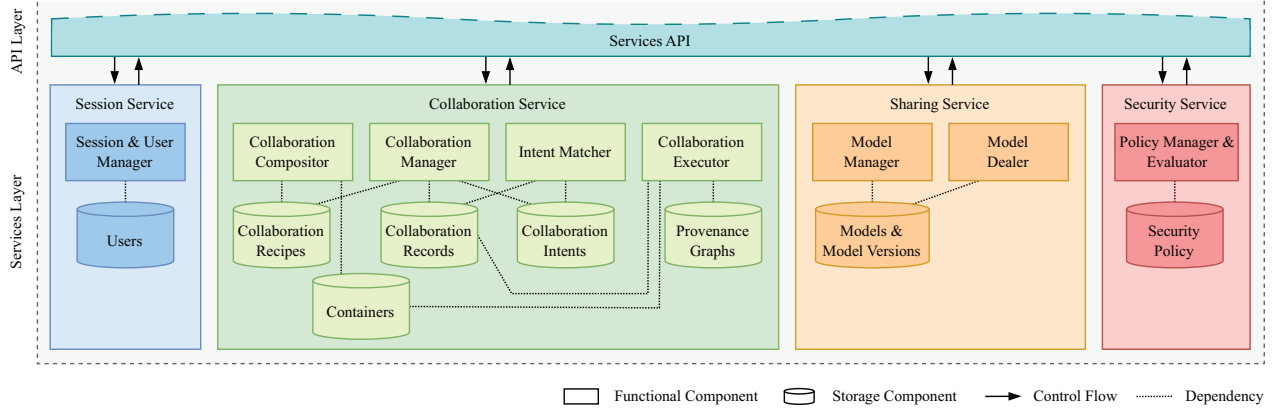 API Layer
Services API
Services Layer
Session Service
Session & User
Manager
Users
Collaboration Service
Collaboration
Compositor
Collaboration
Manager
Intent Matcher
Collaboration
Executor
Collaboration
Recipes
Collaboration
Records
Collaboration
Intents
Provenance
Graphs
Containers
Sharing Service
Model
Manager
Model
Dealer
Models &
Model Versions
Security Service
Policy Manager &
Evaluator
Security
Policy
Functional Component
Storage Component
Control Flow
Dependency